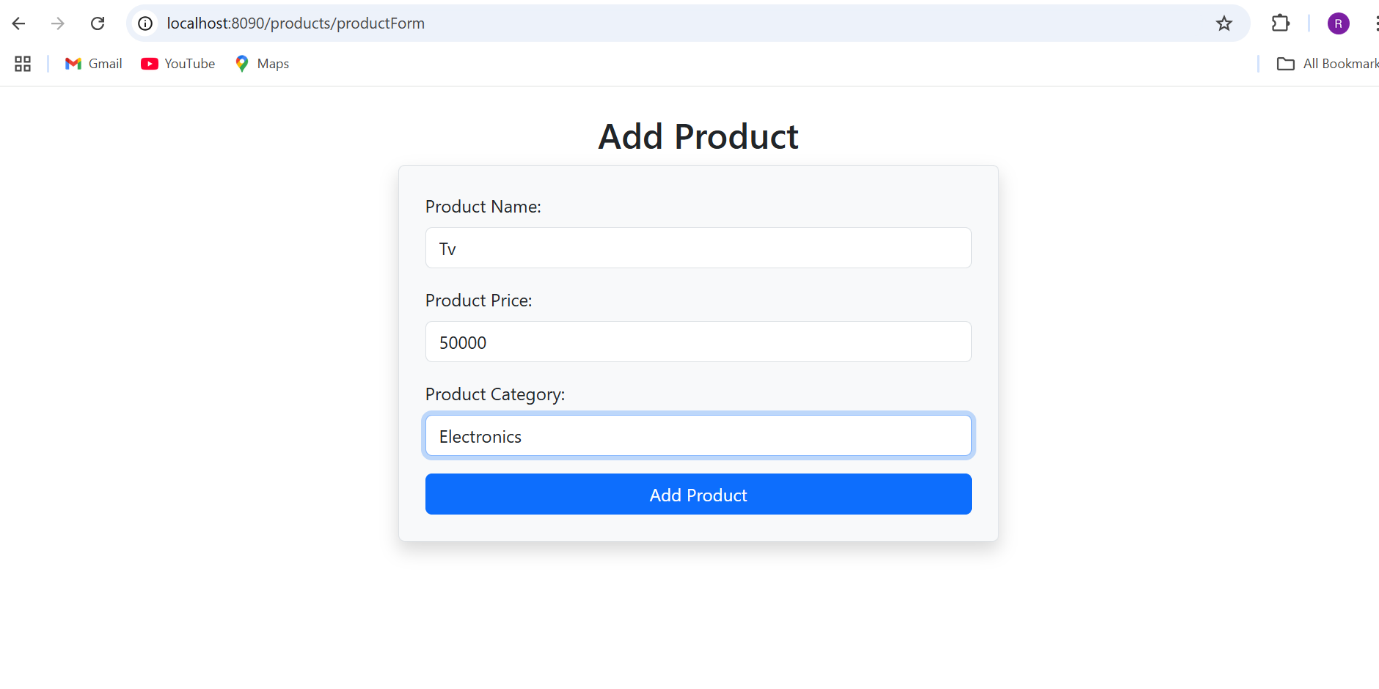 localhost:8090/products/productForm
R
Gmail YouTube Maps All Bookmark
Add Product
Product Name:
Tv
Product Price:
50000
Product Category:
Electronics
Add Product